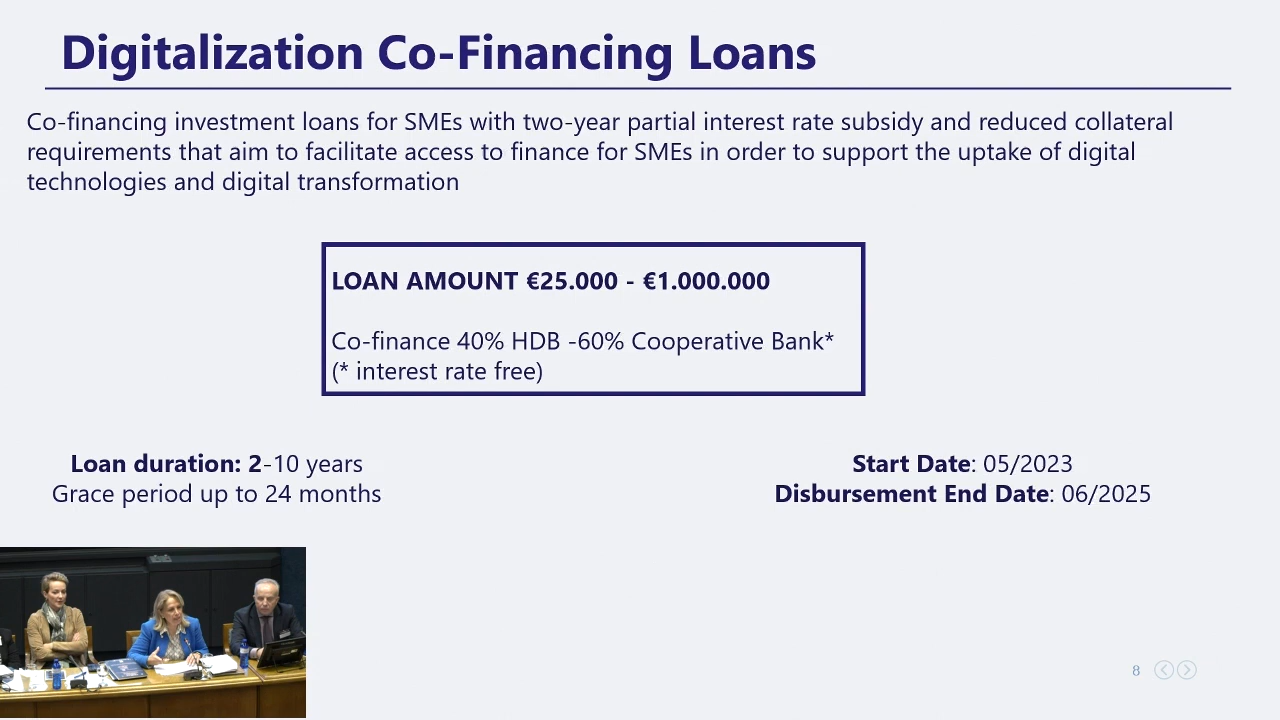 Digitalization Co-Financing Loans
Co-financing investment loans for SMEs with two-year partial interest rate subsidy and reduced collateral
requirements that aim to facilitate access to finance for SMEs in order to support the uptake of digital
technologies and digital transformation
LOAN AMOUNT €25.000 - €1.000.000
Co-finance 40% HDB -60% Cooperative Bank*
(* interest rate free)
Loan duration: 2-10 years
Grace period up to 24 months
Start Date: 05/2023
Disbursement End Date: 06/2025
8